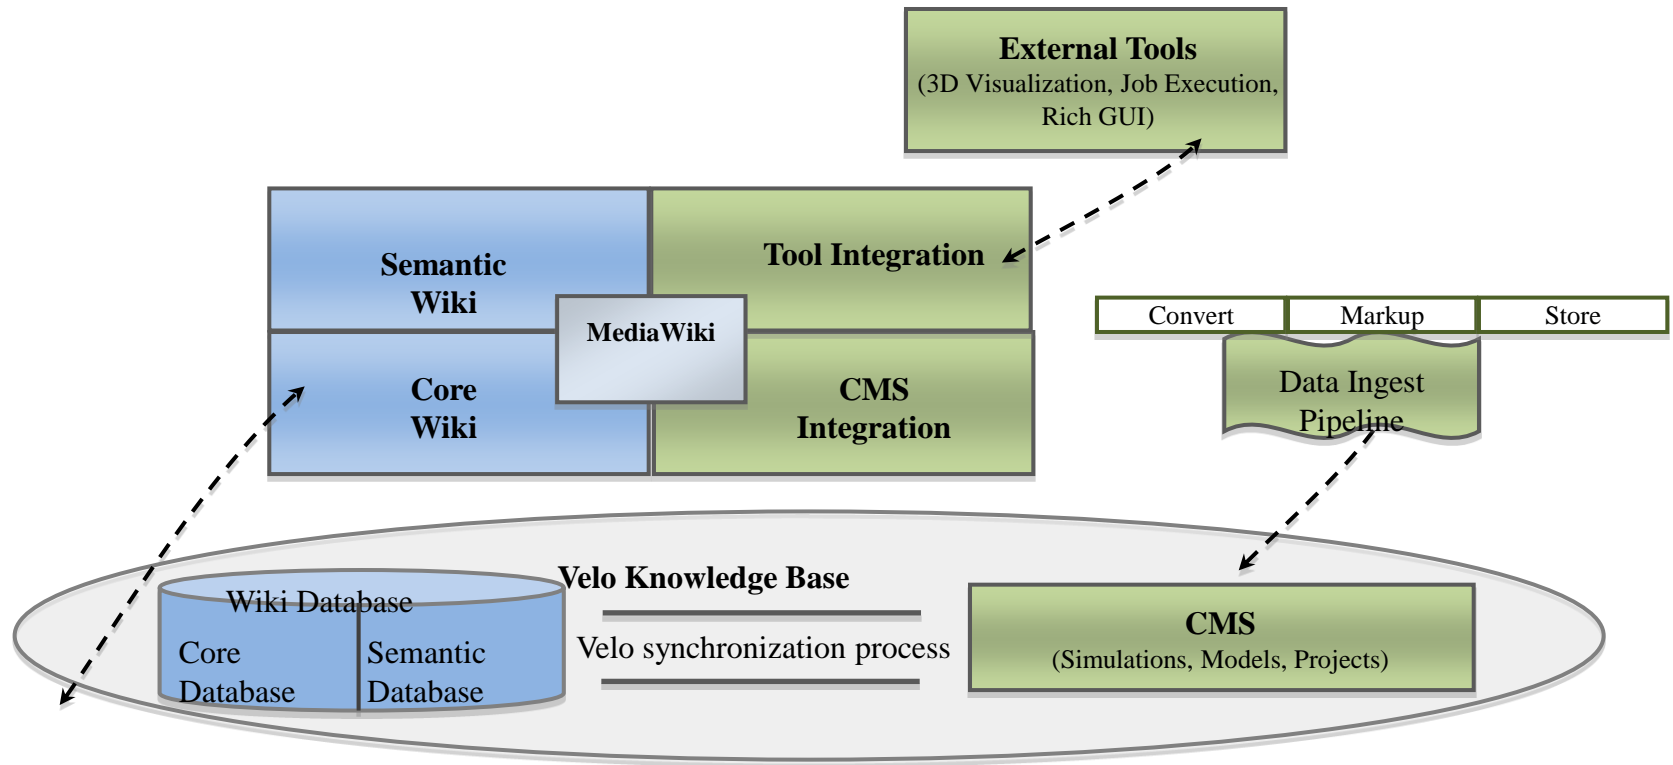 External Tools
(3D Visualization, Job Execution,
Rich GUI)
Semantic
Wiki
Tool Integration
MediaWiki
Core
Wiki
CMS
Integration
Convert
Markup
Store
Data Ingest
Pipeline
Velo Knowledge Base
Wiki Database
Core
Database
Semantic
Database
Velo synchronization process
CMS
(Simulations, Models, Projects)